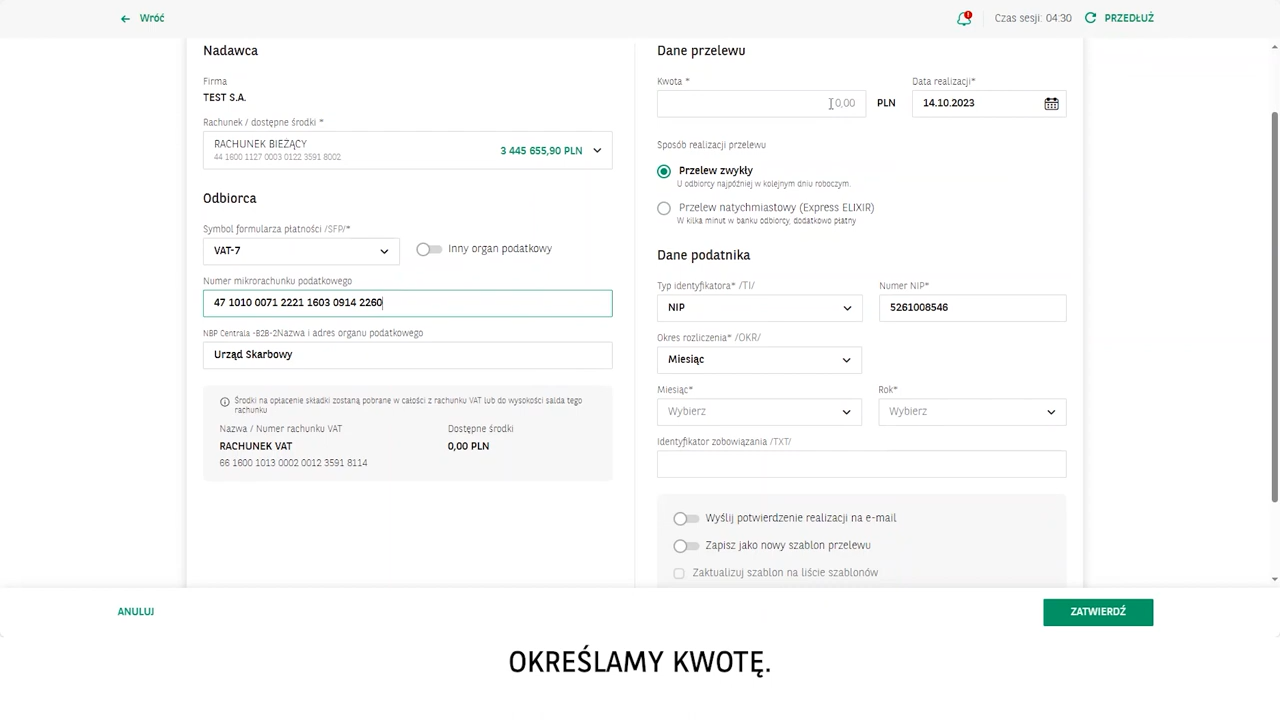 Wróć
1
Czas sesji: 04:30
PRZEDŁUŻ
Nadawca
Firma
TEST S.A.
Rachunek / dostępne środki *
RACHUNEK BIEŻĄCY
44 1600 1127 0003 0122 3591 8002
3 445 655,90 PLN
Odbiorca
Symbol formularza płatności /SFP/*
VAT-7
Inny organ podatkowy
Numer mikrorachunku podatkowego
47 1010 0071 2221 1603 0914 2260
NBP Centrala -B2B-2Nazwa i adres organu podatkowego
Urząd Skarbowy
Środki na opłacenie składki zostaną pobrane w całości z rachunku VAT lub do wysokości salda tego
rachunku
Nazwa / Numer rachunku VAT
Dostępne środki
RACHUNEK VAT
0,00 PLN
66 1600 1013 0002 0012 3591 8114
Dane przelewu
Kwota *
Data realizacji*
0,00
PLN
14.10.2023
Sposób realizacji przelewu
Przelew zwykły
U odbiorcy najpóźniej w kolejnym dniu roboczym.
Przelew natychmiastowy (Express ELIXIR)
W kilka minut w banku odbiorcy, dodatkowo płatny
Dane podatnika
Typ identyfikatora* /TI/
Numer NIP*
NIP
5261008546
Okres rozliczenia* /OKR/
Miesiąc
Miesiąc*
Rok*
Wybierz
Wybierz
Identyfikator zobowiązania /TXT/
Wyślij potwierdzenie realizacji na e-mail
Zapisz jako nowy szablon przelewu
Zaktualizuj szablon na liście szablonów
ANULUJ
ZATWIERDŹ
OKREŚLAMY KWOTĘ.